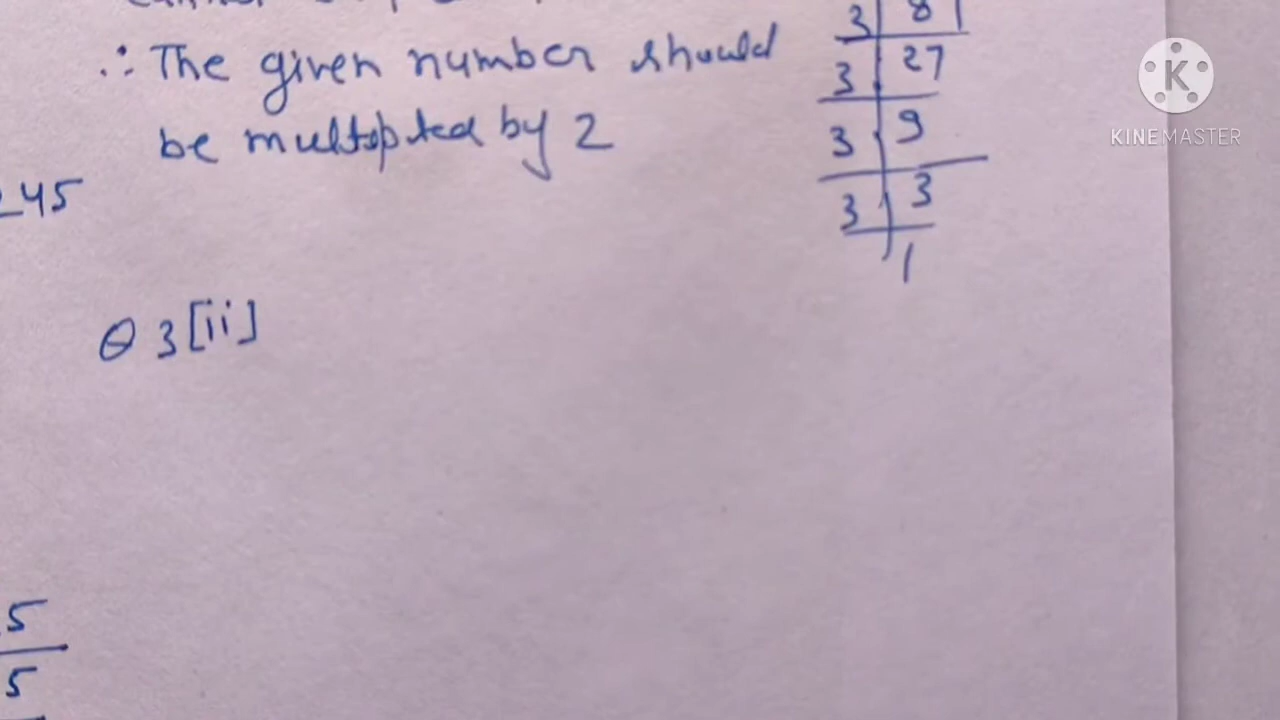 ∴ The given number should
be multiplied by 2
245
θ 3[ii]
3 | 81
3 | 27
3 | 9
3 | 3
1
5
5
KINEMASTER